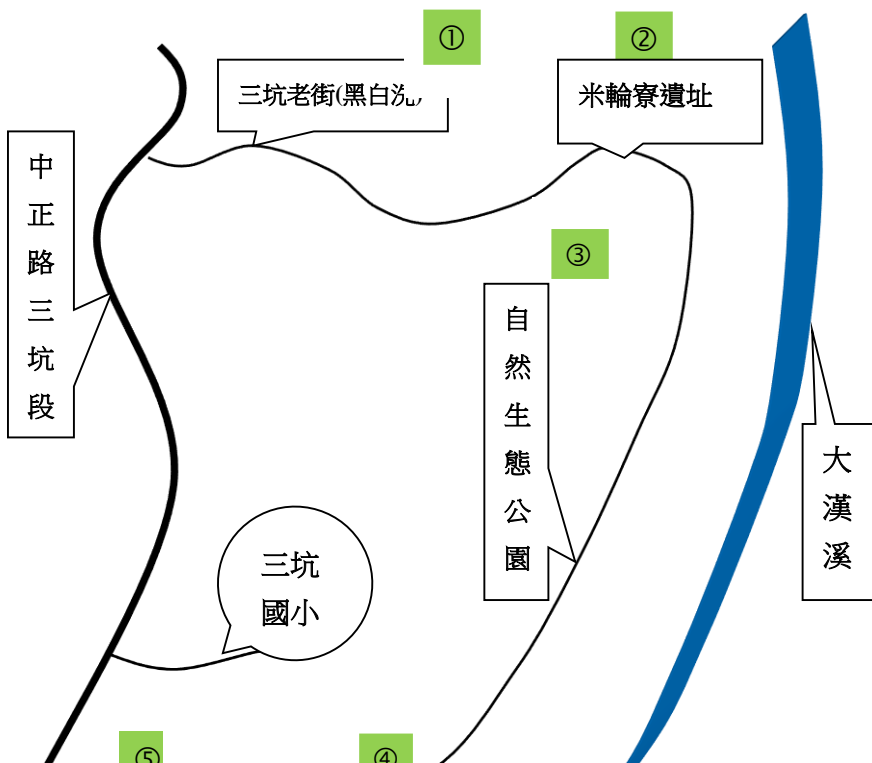 ①
②
三坑老街(黑白洗)
米輪寮遺址
中正路三坑段
③
自然生態公園
大漢溪
三坑
國小
⑤
④